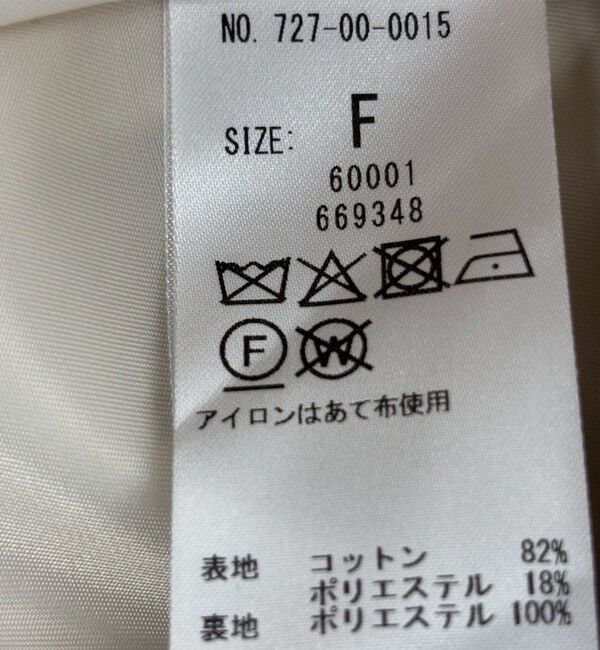 NO. 727-00-0015
SIZE: F
60001
669348
F W
アイロンはあて布使用
表地 コットン 82%
ポリエステル 18%
裏地 ポリエステル 100%